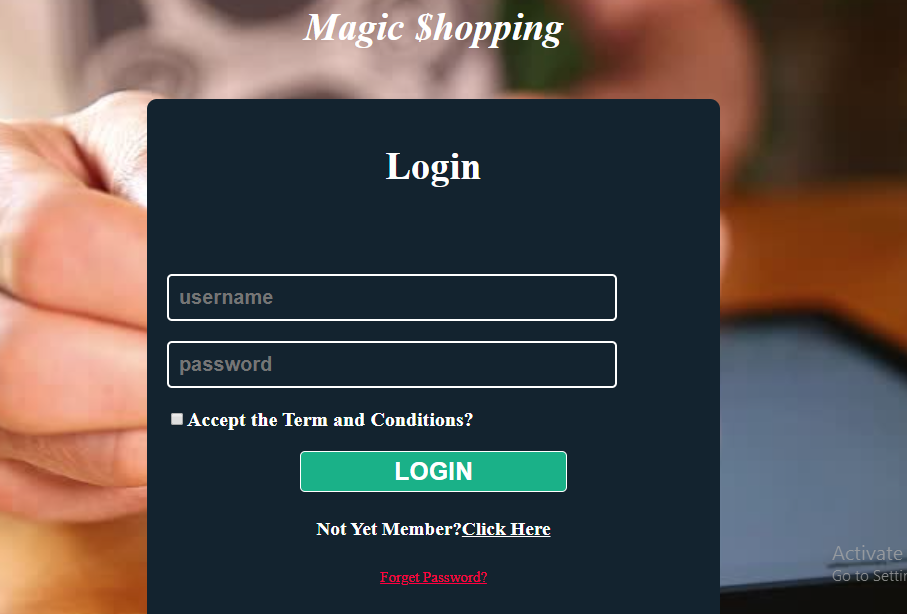 Magic $hopping
Login
username
password
Accept the Term and Conditions?
LOGIN
Not Yet Member?Click Here
Forget Password?
Activate
Go to Settin